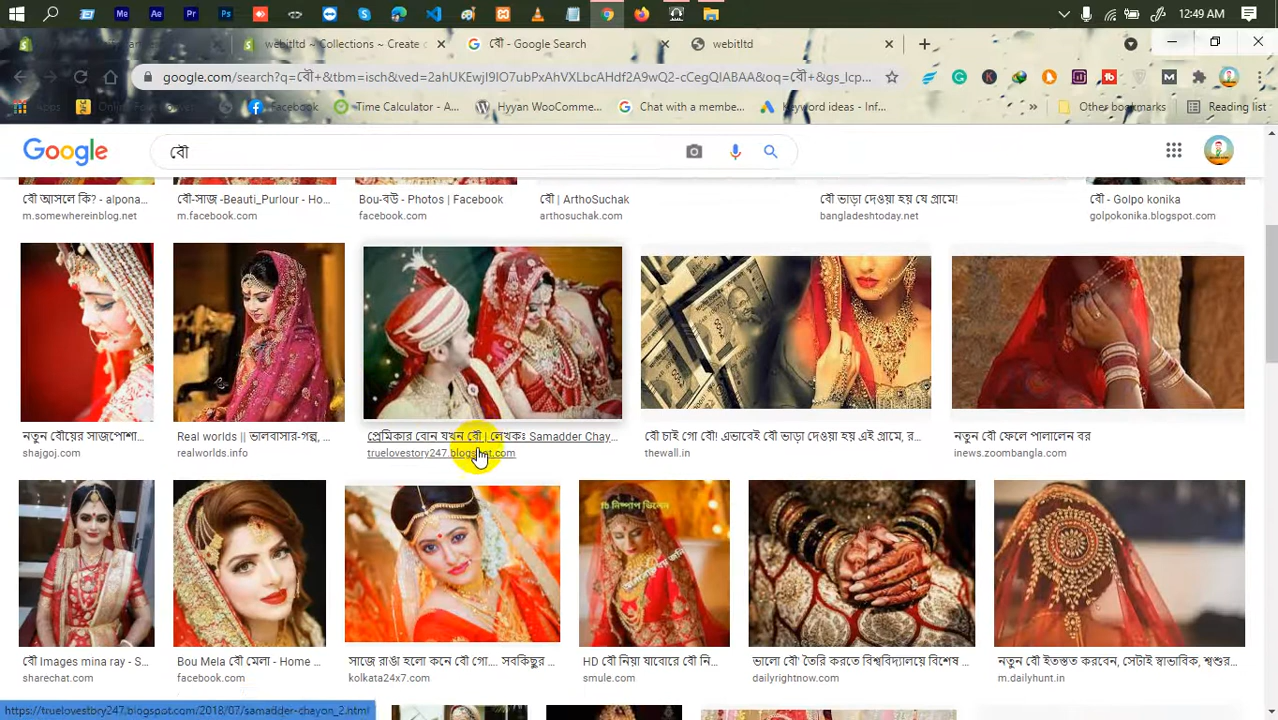 12:49 AM
webitltd ~ Collections ~ Create c
বৌ - Google Search
webitltd
google.com/search?q=বৌ+&tbm=isch&ved=2ahUKEwjI9IO7ubPxAhVXLbcAHdf2A9wQ2-cCegQIABAA&oq=বৌ+&gs_lcp...
Apps
Facebook
Time Calculator - A...
Hyyan WooComme...
Chat with a membe...
Keyword ideas - Inf...
Other bookmarks
Reading list
Google
বৌ
বৌ আসলে কি? - alpona...
বৌ-সাজ -Beauti_Purlour - Ho...
Bou-বউ- Photos | Facebook
বৌ | ArthoSuchak
বৌ ভাড়া দেওয়া হয় যে গ্রামে!
বৌ - Golpo konika
m.somewhereinblog.net
m.facebook.com
facebook.com
arthosuchak.com
bangladeshtoday.net
golpokonika.blogspot.com
নতুন বৌয়ের সাজপোশা...
Real worlds || ভালবাসার-গল্প, ...
প্রেমিকার বোন যখন বৌ | লেখকঃ Samadder Chay...
বৌ চাই গো বৌ! এভাবেই বৌ ভাড়া দেওয়া হয় এই গ্রামে, র...
নতুন বৌ ফেলে পালালেন বর
shajgoj.com
realworlds.info
truelovestory247.blogspot.com
thewall.in
inews.zoombangla.com
বৌ Images mina ray - S...
Bou Mela বৌ মেলা - Home ...
সাজে রাঙা হলো কনে বৌ গো.... সবকিছুর ...
HD বৌ নিয়া যাবোরে বৌ নি...
ভালো বৌ' তৈরি করতে বিশ্ববিদ্যালয়ে বিশেষ ...
নতুন বৌ ইতস্তত করবেন, সেটাই স্বাভাবিক, শ্বশুর...
sharechat.com
facebook.com
kolkata24x7.com
smule.com
dailyrightnow.com
m.dailyhunt.in
https://truelovestory247.blogspot.com/2018/07/samadder-chayon_2.html